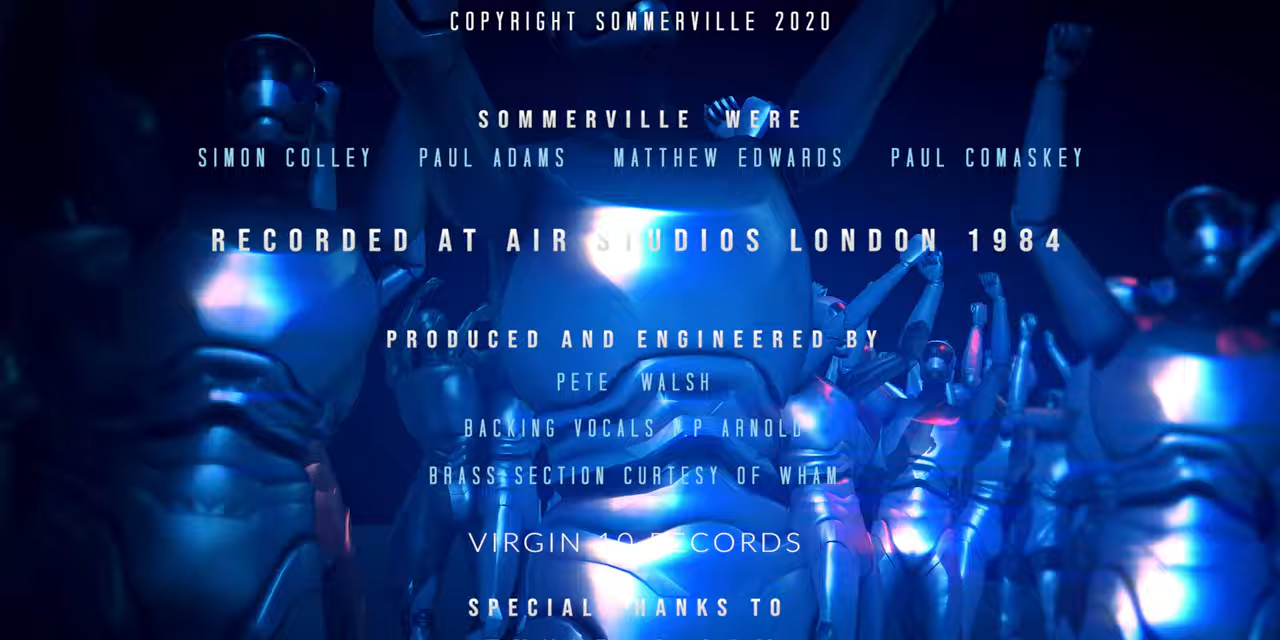 COPYRIGHT SOMMERVILLE 2020
SOMMERVILLE WERE
SIMON COLLEY PAUL ADAMS MATTHEW EDWARDS PAUL COMASKEY
RECORDED AT AIR STUDIOS LONDON 1984
PRODUCED AND ENGINEERED BY
PETE WALSH
BACKING VOCALS P.P ARNOLD
BRASS SECTION CURTESY OF WHAM
VIRGIN 10 RECORDS
SPECIAL THANKS TO